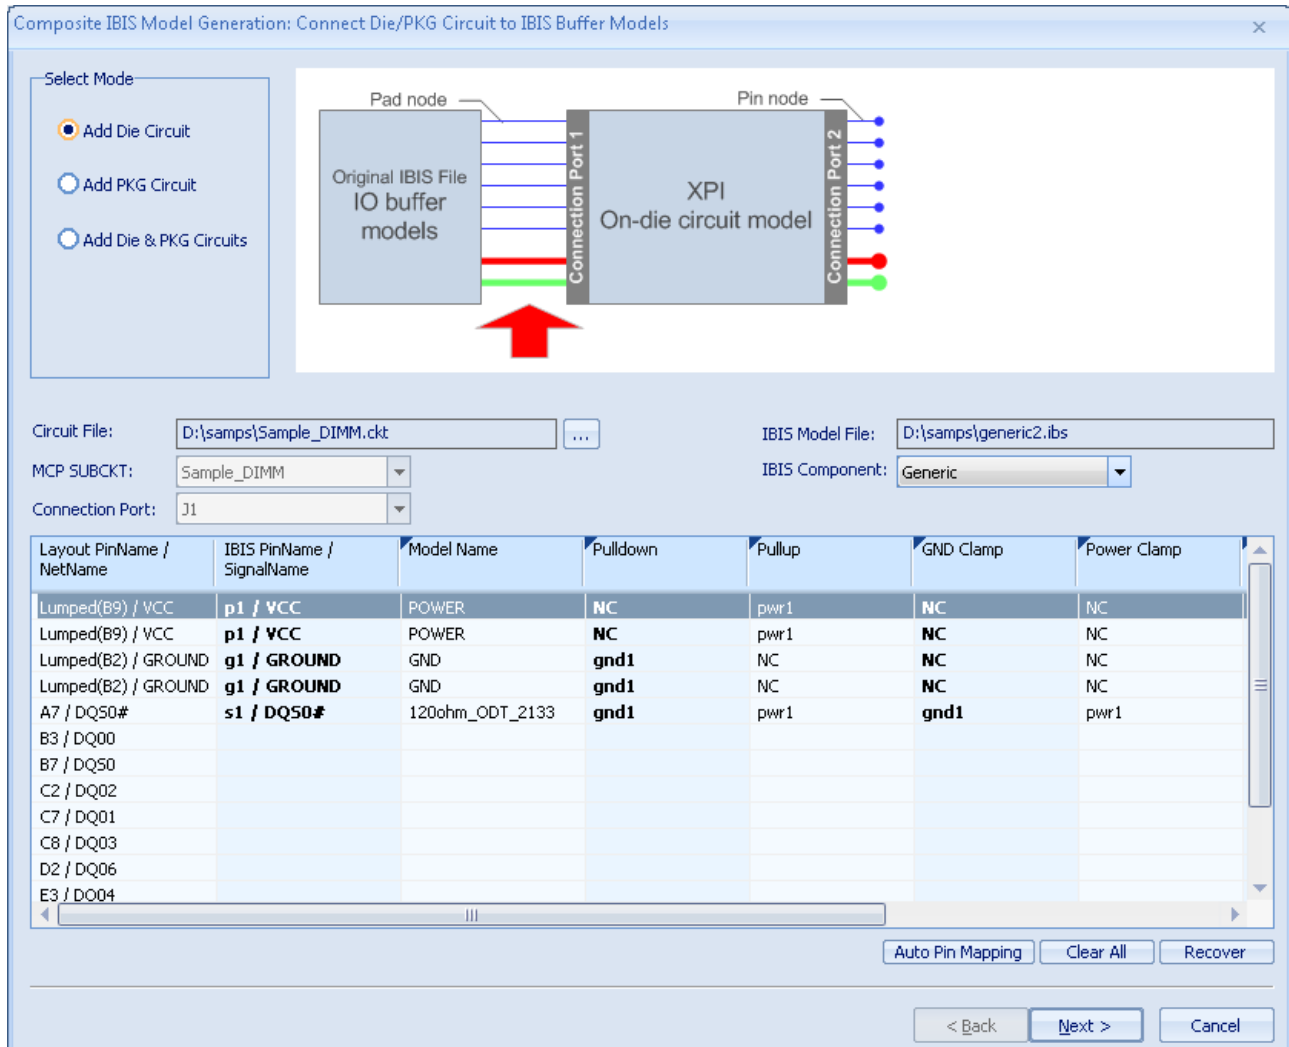 Composite IBIS Model Generation: Connect Die/PKG Circuit to IBIS Buffer Models
Select Mode
Add Die Circuit
Add PKG Circuit
Add Die & PKG Circuits
Pad node
Pin node
Original IBIS File
IO buffer
models
Connection Port 1
XPI
On-die circuit model
Connection Port 2
Circuit File: D:\samps\Sample_DIMM.ckt ... IBIS Model File: D:\samps\generic2.ibs
MCP SUBCKT: Sample_DIMM IBIS Component: Generic
Connection Port: J1
Layout PinName / NetName IBIS PinName / SignalName Model Name Pulldown Pullup GND Clamp Power Clamp
Lumped(B9) / VCC p1 / VCC POWER NC pwr1 NC NC
Lumped(B9) / VCC p1 / VCC POWER NC pwr1 NC NC
Lumped(B2) / GROUND g1 / GROUND GND gnd1 NC NC NC
Lumped(B2) / GROUND g1 / GROUND GND gnd1 NC NC NC
A7 / DQS0# s1 / DQS0# 120ohm_ODT_2133 gnd1 pwr1 gnd1 pwr1
B3 / DQ00
B7 / DQS0
C2 / DQ02
C7 / DQ01
C8 / DQ03
D2 / DQ06
E3 / DQ04
Auto Pin Mapping Clear All Recover
< Back Next > Cancel